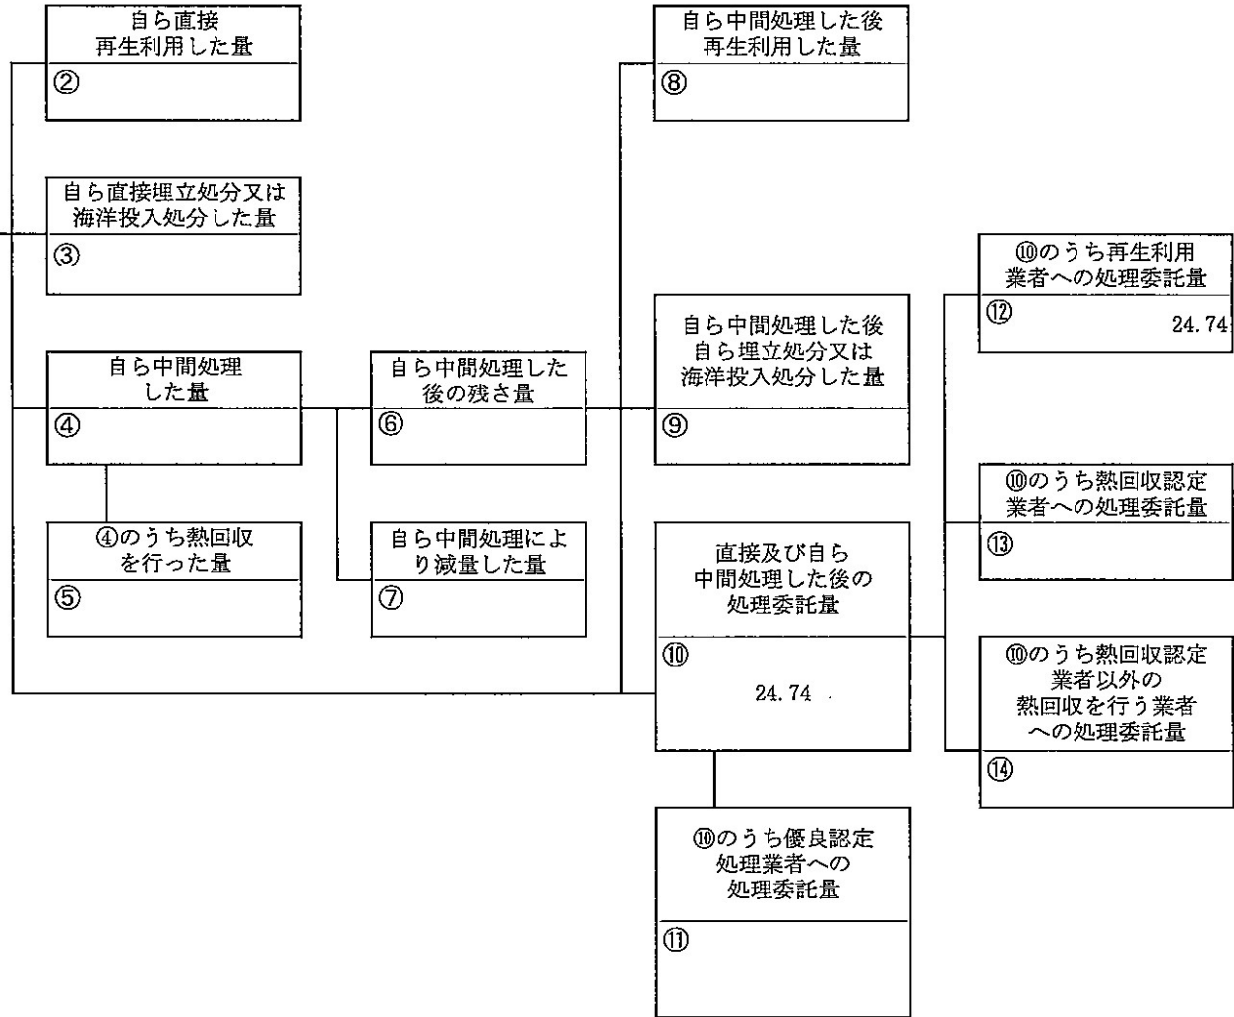 自ら直接
再生利用した量
②
自ら直接埋立処分又は
海洋投入処分した量
③
自ら中間処理
した量
④
④のうち熱回収
を行った量
⑤
自ら中間処理した
後の残さ量
⑥
自ら中間処理によ
り減量した量
⑦
自ら中間処理した後
再生利用した量
⑧
自ら中間処理した後
自ら埋立処分又は
海洋投入処分した量
⑨
直接及び自ら
中間処理した後の
処理委託量
⑩
24.74
⑩のうち優良認定
処理業者への
処理委託量
⑪
⑩のうち再生利用
業者への処理委託量
⑫
24.74
⑩のうち熱回収認定
業者への処理委託量
⑬
⑩のうち熱回収認定
業者以外の
熱回収を行う業者
への処理委託量
⑭